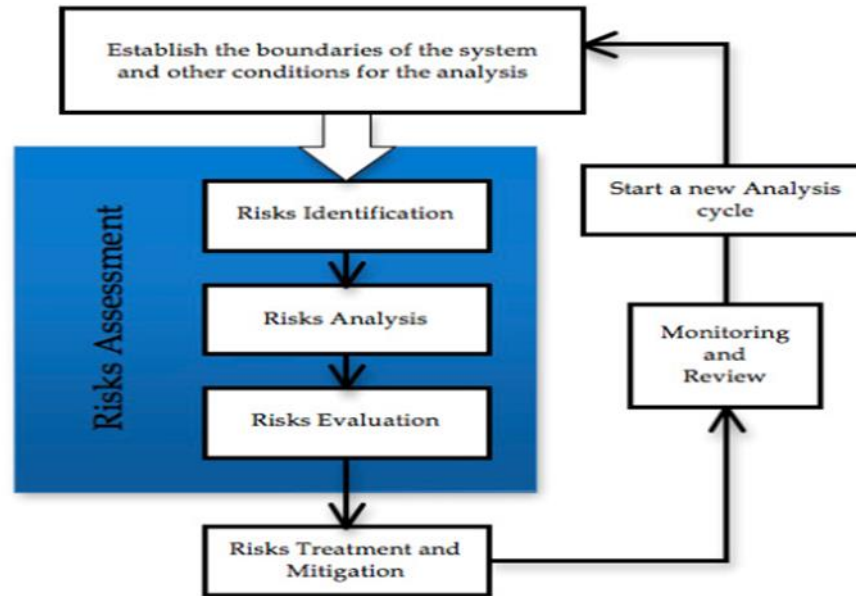 Establish the boundaries of the system
and other conditions for the analysis
Risks Assessment
Risks Identification
Risks Analysis
Risks Evaluation
Risks Treatment and
Mitigation
Monitoring
and
Review
Start a new Analysis
cycle